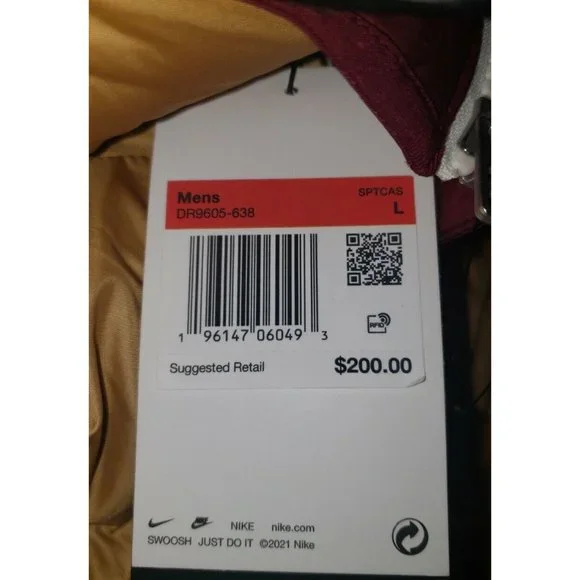 Mens SPTCAS
DR9605-638 L
1 96147 06049 3
RFID
Suggested Retail $200.00
NIKE nike.com
SWOOSH JUST DO IT ©2021 Nike